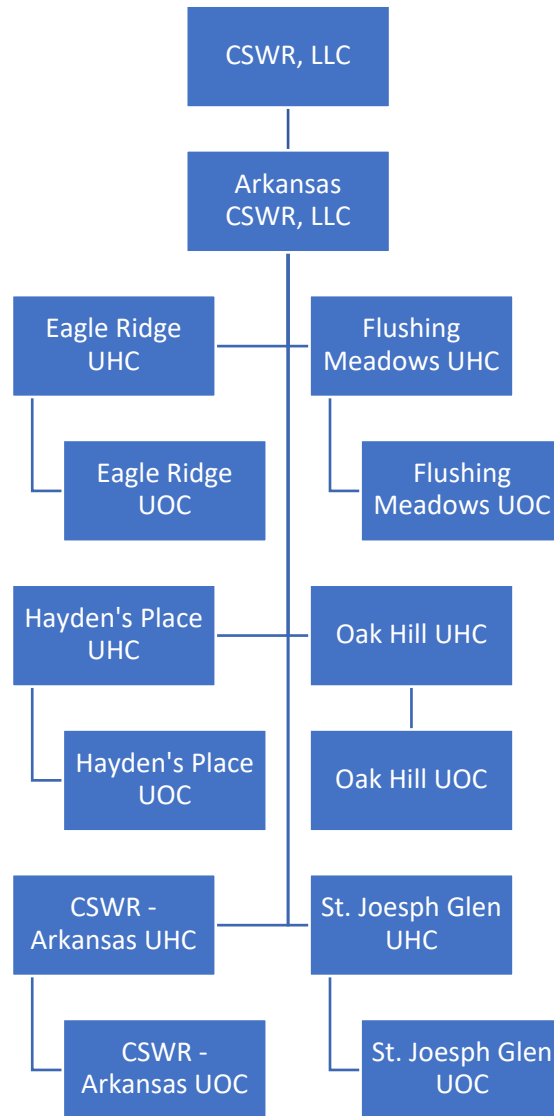 CSWR, LLC
Arkansas
CSWR, LLC
Eagle Ridge
UHC
Flushing
Meadows UHC
Eagle Ridge
UOC
Flushing
Meadows UOC
Hayden's Place
UHC
Oak Hill UHC
Hayden's Place
UOC
Oak Hill UOC
CSWR -
Arkansas UHC
St. Joesph Glen
UHC
CSWR -
Arkansas UOC
St. Joesph Glen
UOC